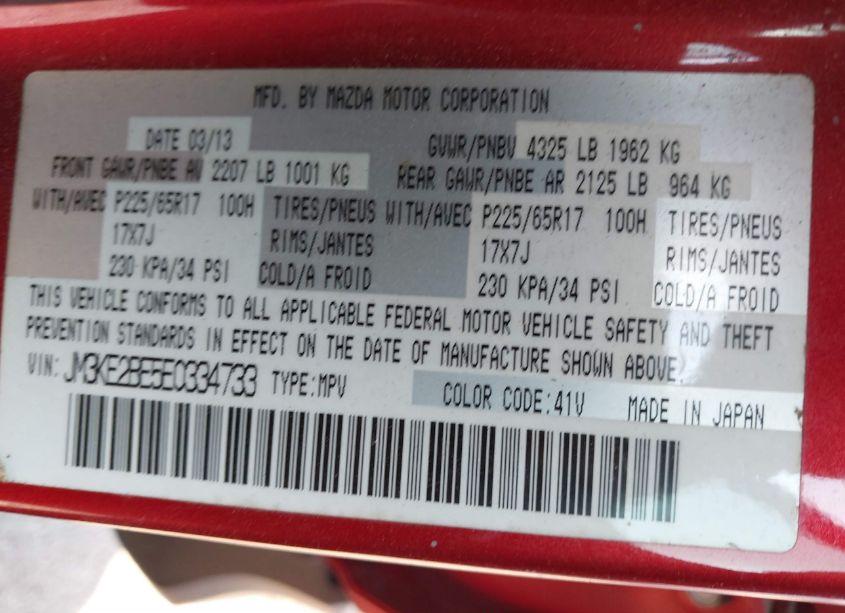 MFD. BY MAZDA MOTOR CORPORATION
DATE 03/13 GVWR/PNBV 4325 LB 1962 KG
FRONT GAWR/PNBE AV 2207 LB 1001 KG REAR GAWR/PNBE AR 2125 LB 964 KG
WITH/AVEC P225/65R17 100H TIRES/PNEUS WITH/AVEC P225/65R17 100H TIRES/PNEUS
17X7J RIMS/JANTES 17X7J RIMS/JANTES
230 KPA/34 PSI COLD/A FROID 230 KPA/34 PSI COLD/A FROID
THIS VEHICLE CONFORMS TO ALL APPLICABLE FEDERAL MOTOR VEHICLE SAFETY AND THEFT
PREVENTION STANDARDS IN EFFECT ON THE DATE OF MANUFACTURE SHOWN ABOVE.
VIN: JM3KE2BE5E0334733 TYPE:MPV COLOR CODE:41V MADE IN JAPAN